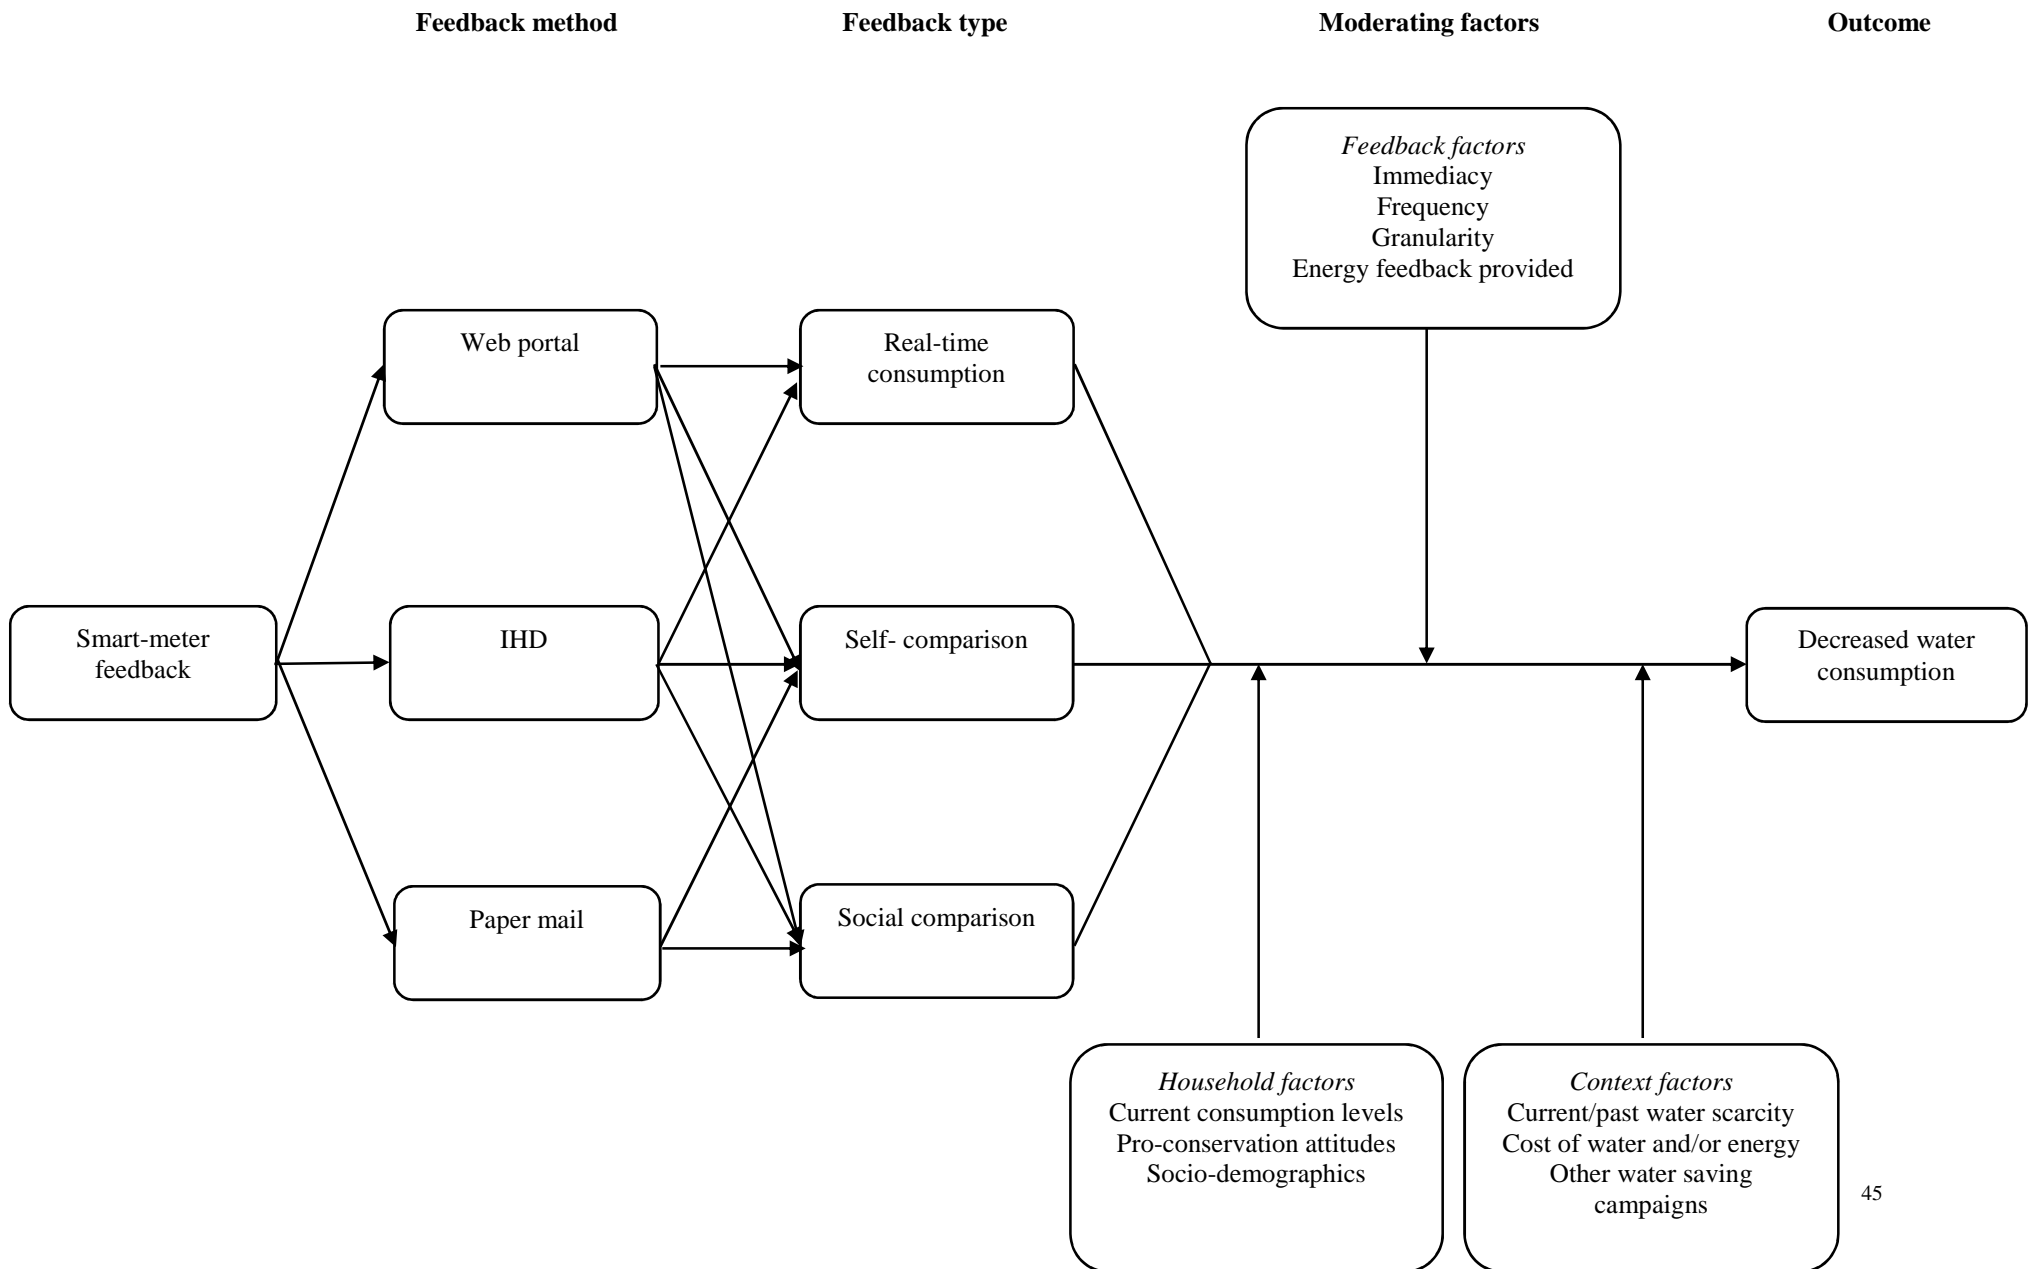 Feedback method
Feedback type
Moderating factors
Outcome
Feedback factors
Immediacy
Frequency
Granularity
Energy feedback provided
Web portal
Real-time
consumption
Smart-meter
feedback
IHD
Self- comparison
Decreased water
consumption
Paper mail
Social comparison
Household factors
Current consumption levels
Pro-conservation attitudes
Socio-demographics
Context factors
Current/past water scarcity
Cost of water and/or energy
Other water saving
campaigns
45